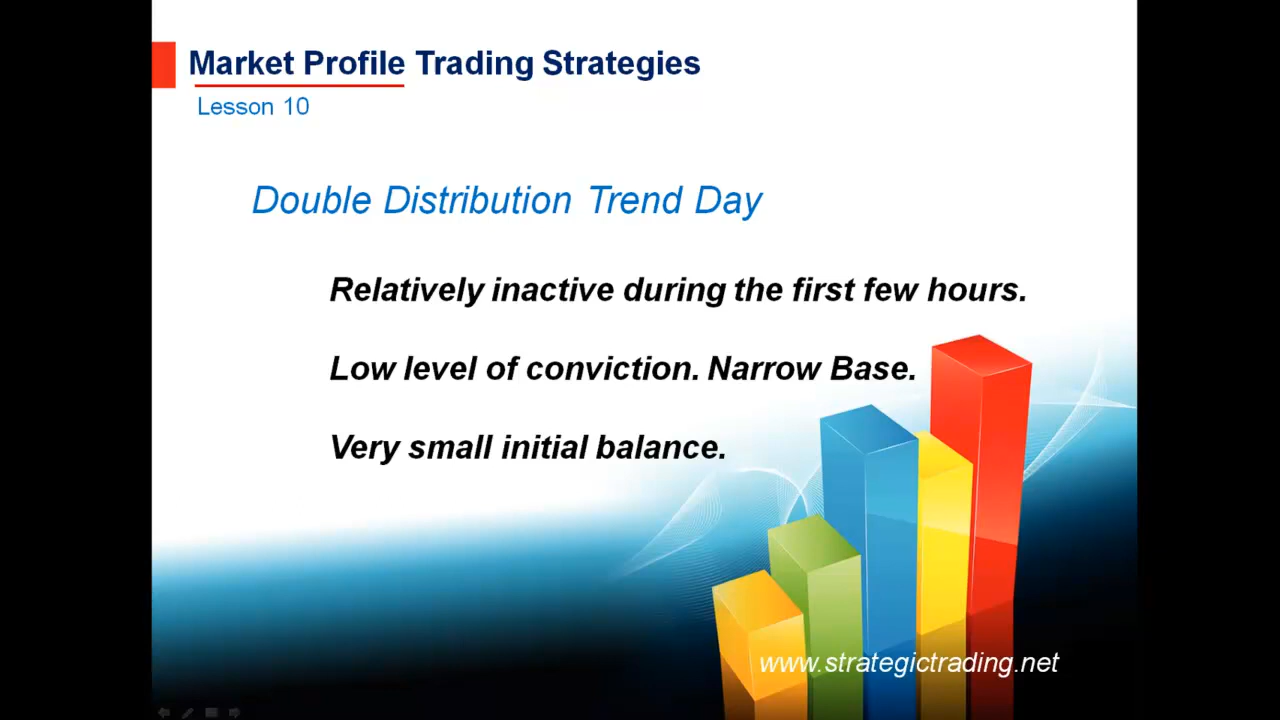 Market Profile Trading Strategies
Lesson 10
Double Distribution Trend Day
Relatively inactive during the first few hours.
Low level of conviction. Narrow Base.
Very small initial balance.
www.strategictrading.net